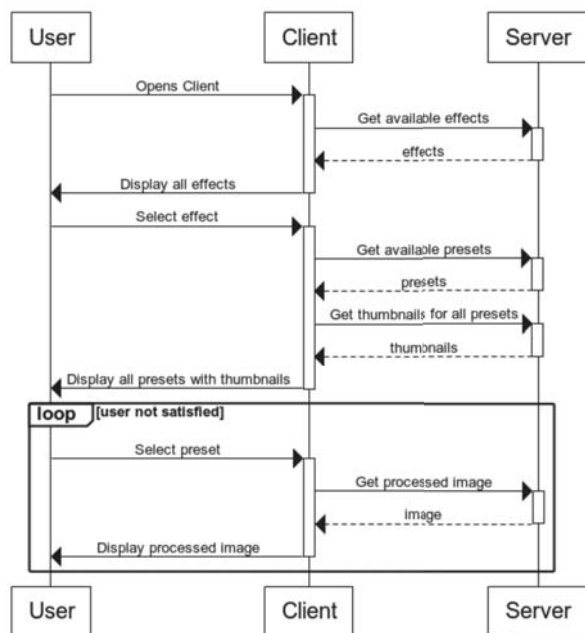 User Client Server
Opens Client
Get available effects
effects
Display all effects
Select effect
Get available presets
presets
Get thumbnails for all presets
thumbnails
Display all presets with thumbnails
loop [user not satisfied]
Select preset
Get processed image
image
Display processed image
User Client Server